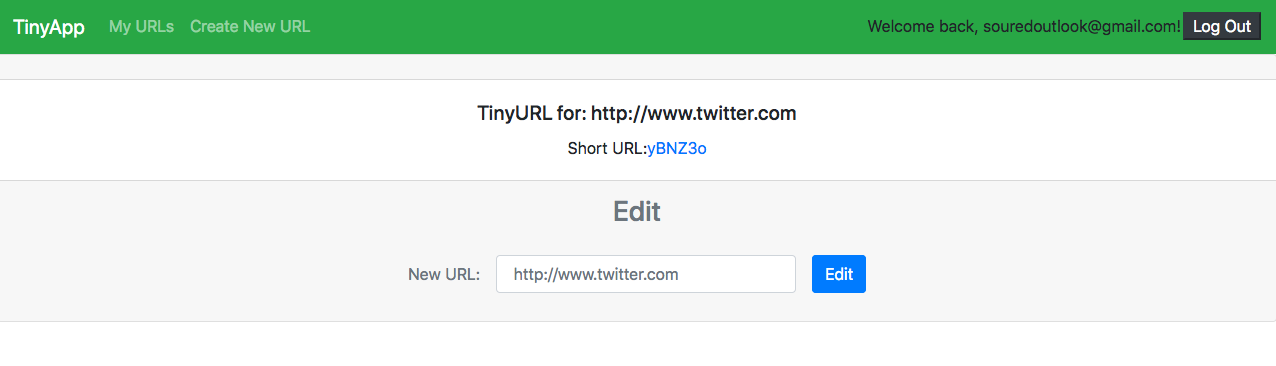 TinyApp My URLs Create New URL Welcome back, souredoutlook@gmail.com! Log Out
TinyURL for: http://www.twitter.com
Short URL:yBNZ3o
Edit
New URL: http://www.twitter.com Edit